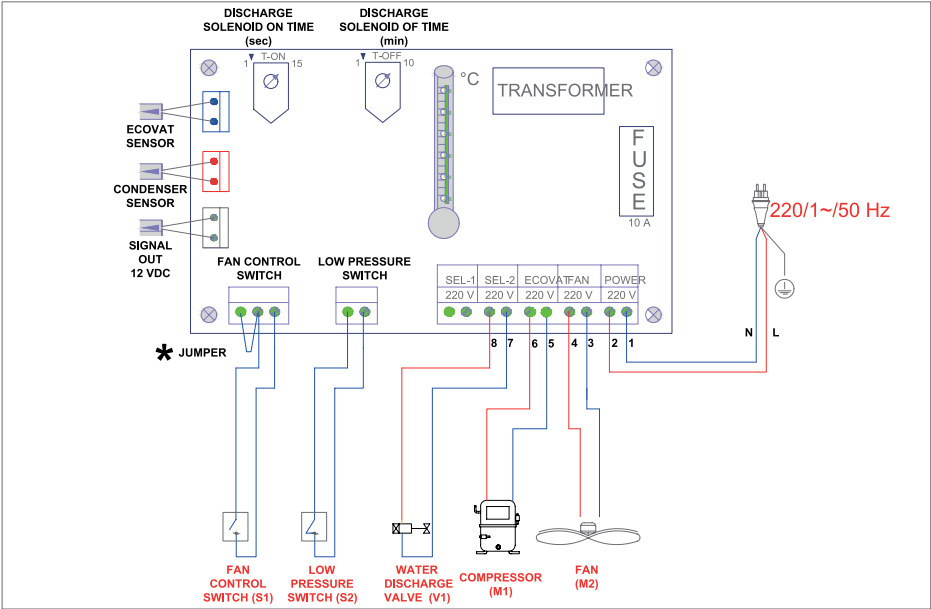 DISCHARGE
SOLENOID ON TIME
(sec)
DISCHARGE
SOLENOID OF TIME
(min)
1 T-ON 15
1 T-OFF 10
°C
TRANSFORMER
FUSE
10 A
ECOVAT
SENSOR
CONDENSER
SENSOR
SIGNAL
OUT
12 VDC
220/1~/50 Hz
FAN CONTROL
SWITCH
LOW PRESSURE
SWITCH
SEL-1 SEL-2 ECOVAT FAN POWER
220 V 220 V 220 V 220 V 220 V
8 7 6 5 4 3 2 1
N L
* JUMPER
FAN
CONTROL
SWITCH (S1)
LOW
PRESSURE
SWITCH (S2)
WATER
DISCHARGE
VALVE (V1)
COMPRESSOR
(M1)
FAN
(M2)